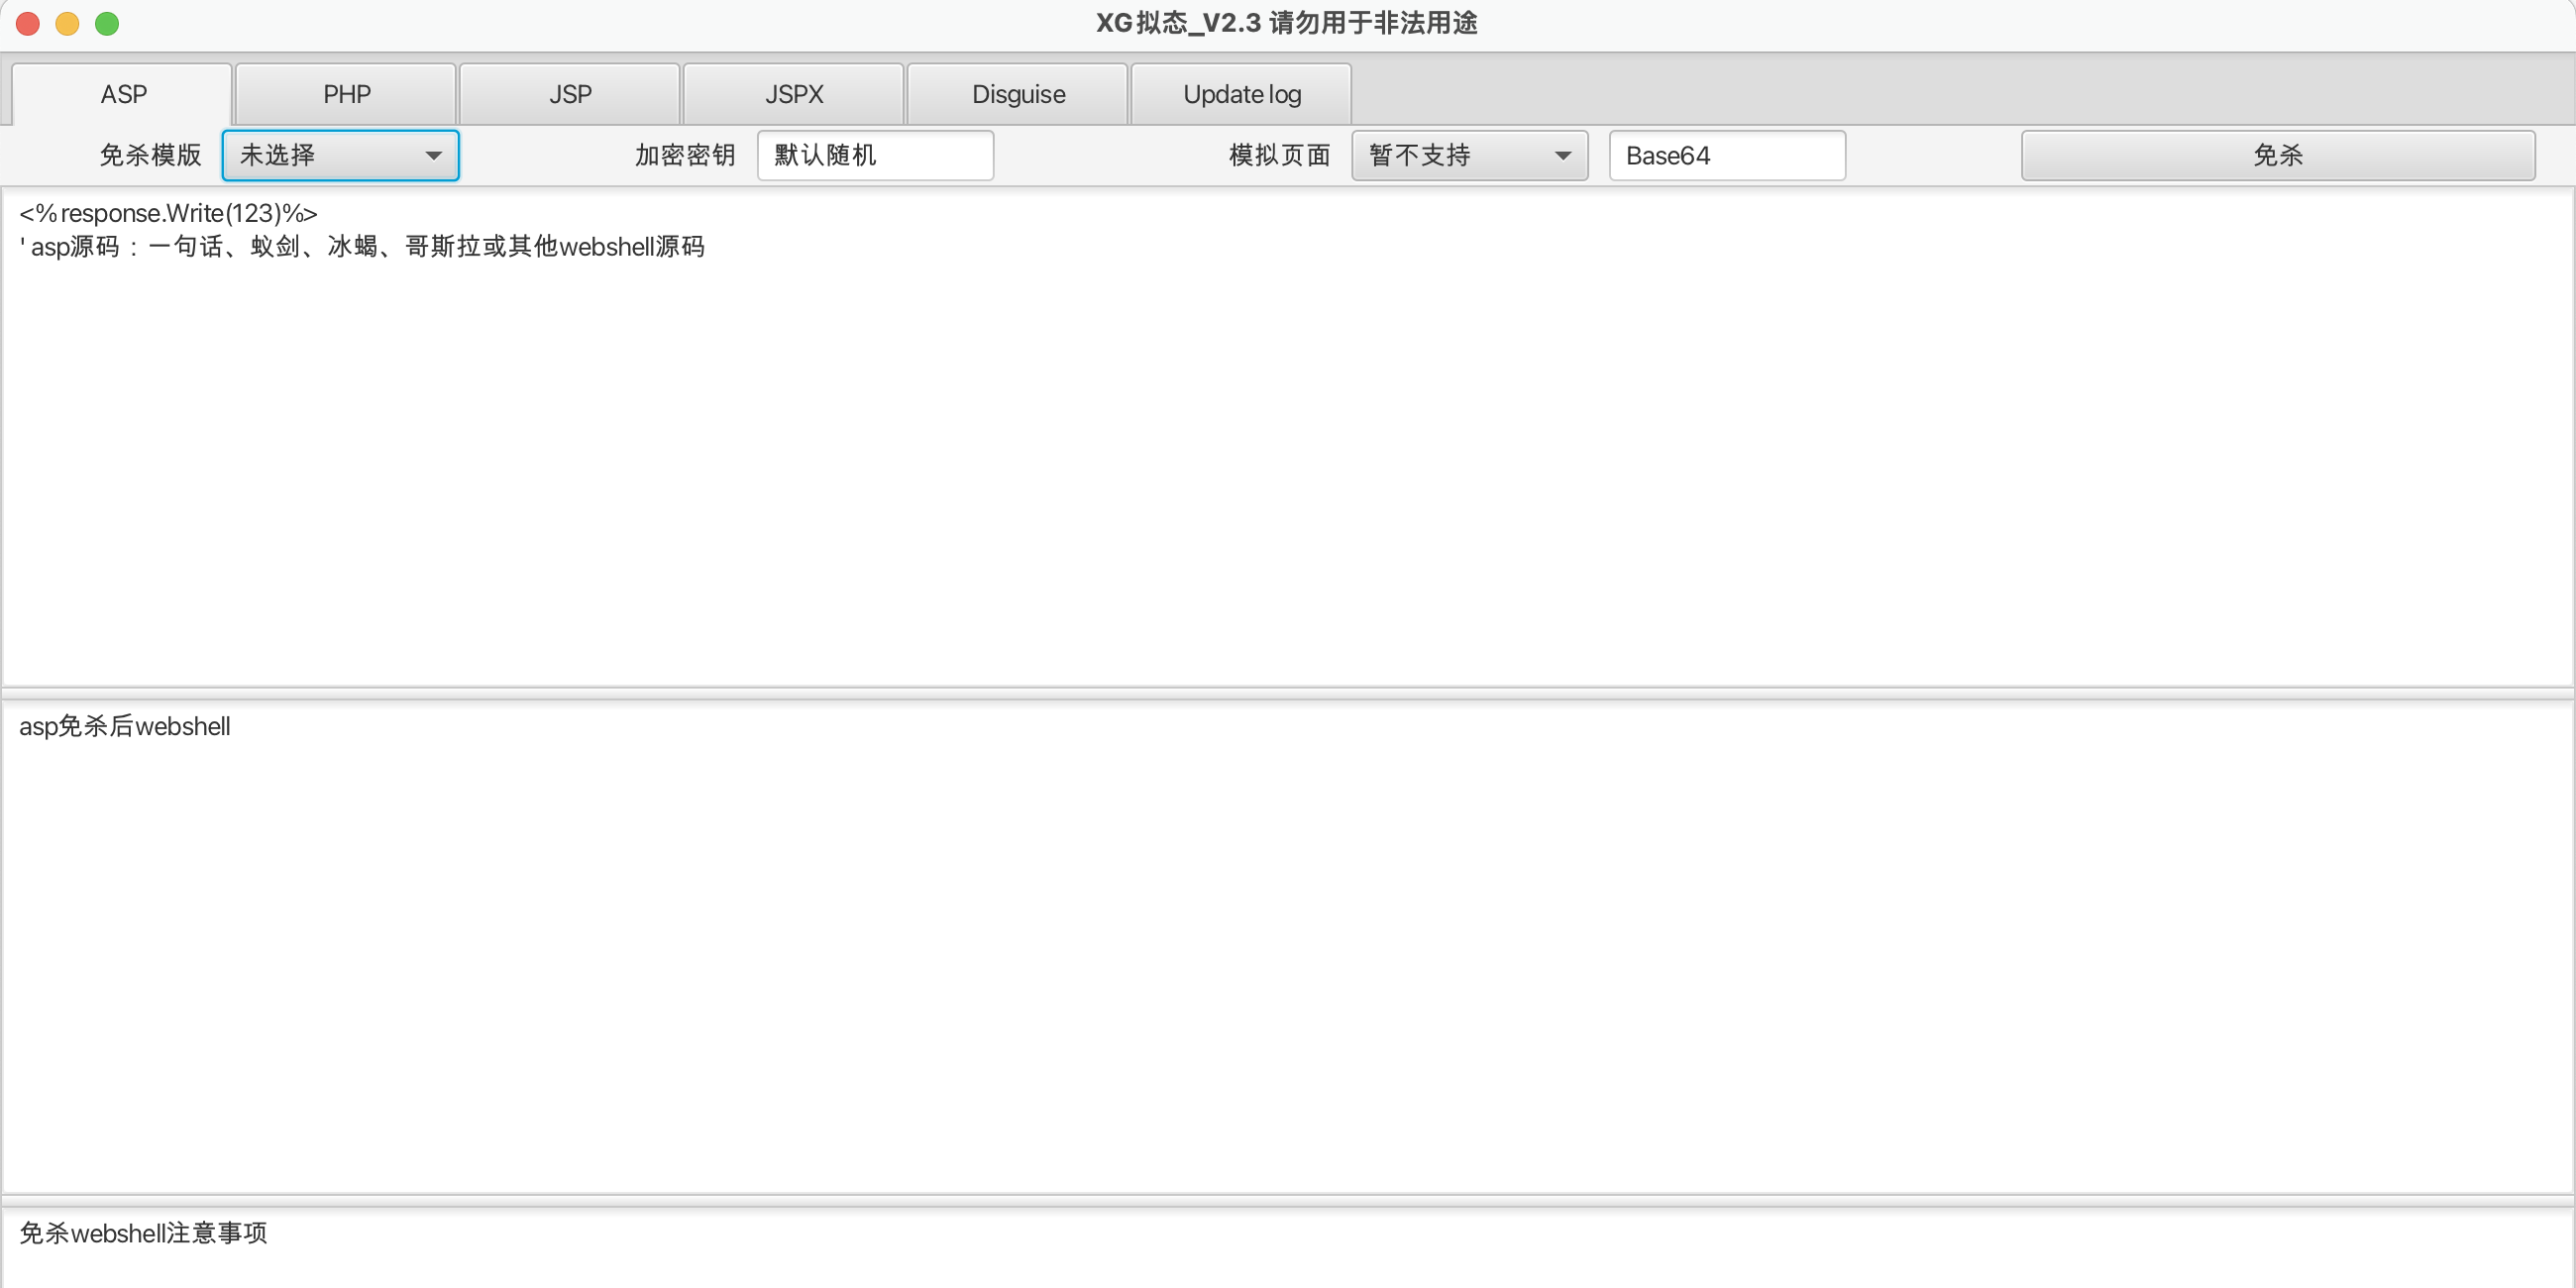 XG拟态_V2.3 请勿用于非法用途
ASP PHP JSP JSPX Disguise Update log
免杀模版 未选择 加密密钥 默认随机 模拟页面 暂不支持 Base64 免杀
<%response.Write(123)%>
' asp源码：一句话、蚁剑、冰蝎、哥斯拉或其他webshell源码
asp免杀后webshell
免杀webshell注意事项